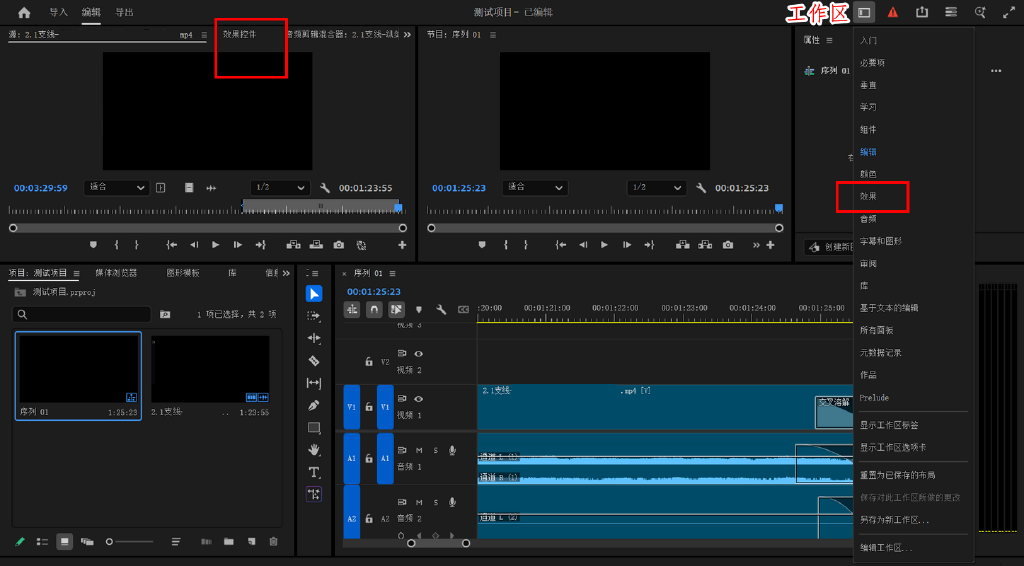 导入 编辑 导出
测试项目- 已编辑
工作区
源: 2.1支线- mp4
效果控件
音频剪辑混合器: 2.1支线-
节目: 序列 01
属性
序列 01
00:03:29:59
适合
1/2
00:01:23:55
00:01:25:23
适合
1/2
00:01:25:23
创建新
入门
必要项
垂直
学习
组件
编辑
颜色
效果
音频
字幕和图形
审阅
库
基于文本的编辑
所有面板
元数据记录
作品
Prelude
显示工作区标签
显示工作区选项卡
重置为已保存的布局
保存对此工作区所做的更改
另存为新工作区...
编辑工作区...
项目: 测试项目
媒体浏览器
图形模板
库
测试项目.prproj
1 项已选择, 共 2 项
序列 01 1:25:23
2.1支线- .. 1:23:55
× 序列 01
00:01:25:23
:20:00 00:01:21:00 00:01:22:00 00:01:23:00 00:01:24:00 00:01:25:00
视频 3
V2
视频 2
V1 V1
视频 1
2.1支线- .mp4 [V]
交叉溶解
A1 A1 M S
音频 1
通道 L (1)
通道 R (1)
A2 A2 M S
音频 2
通道 L (2)